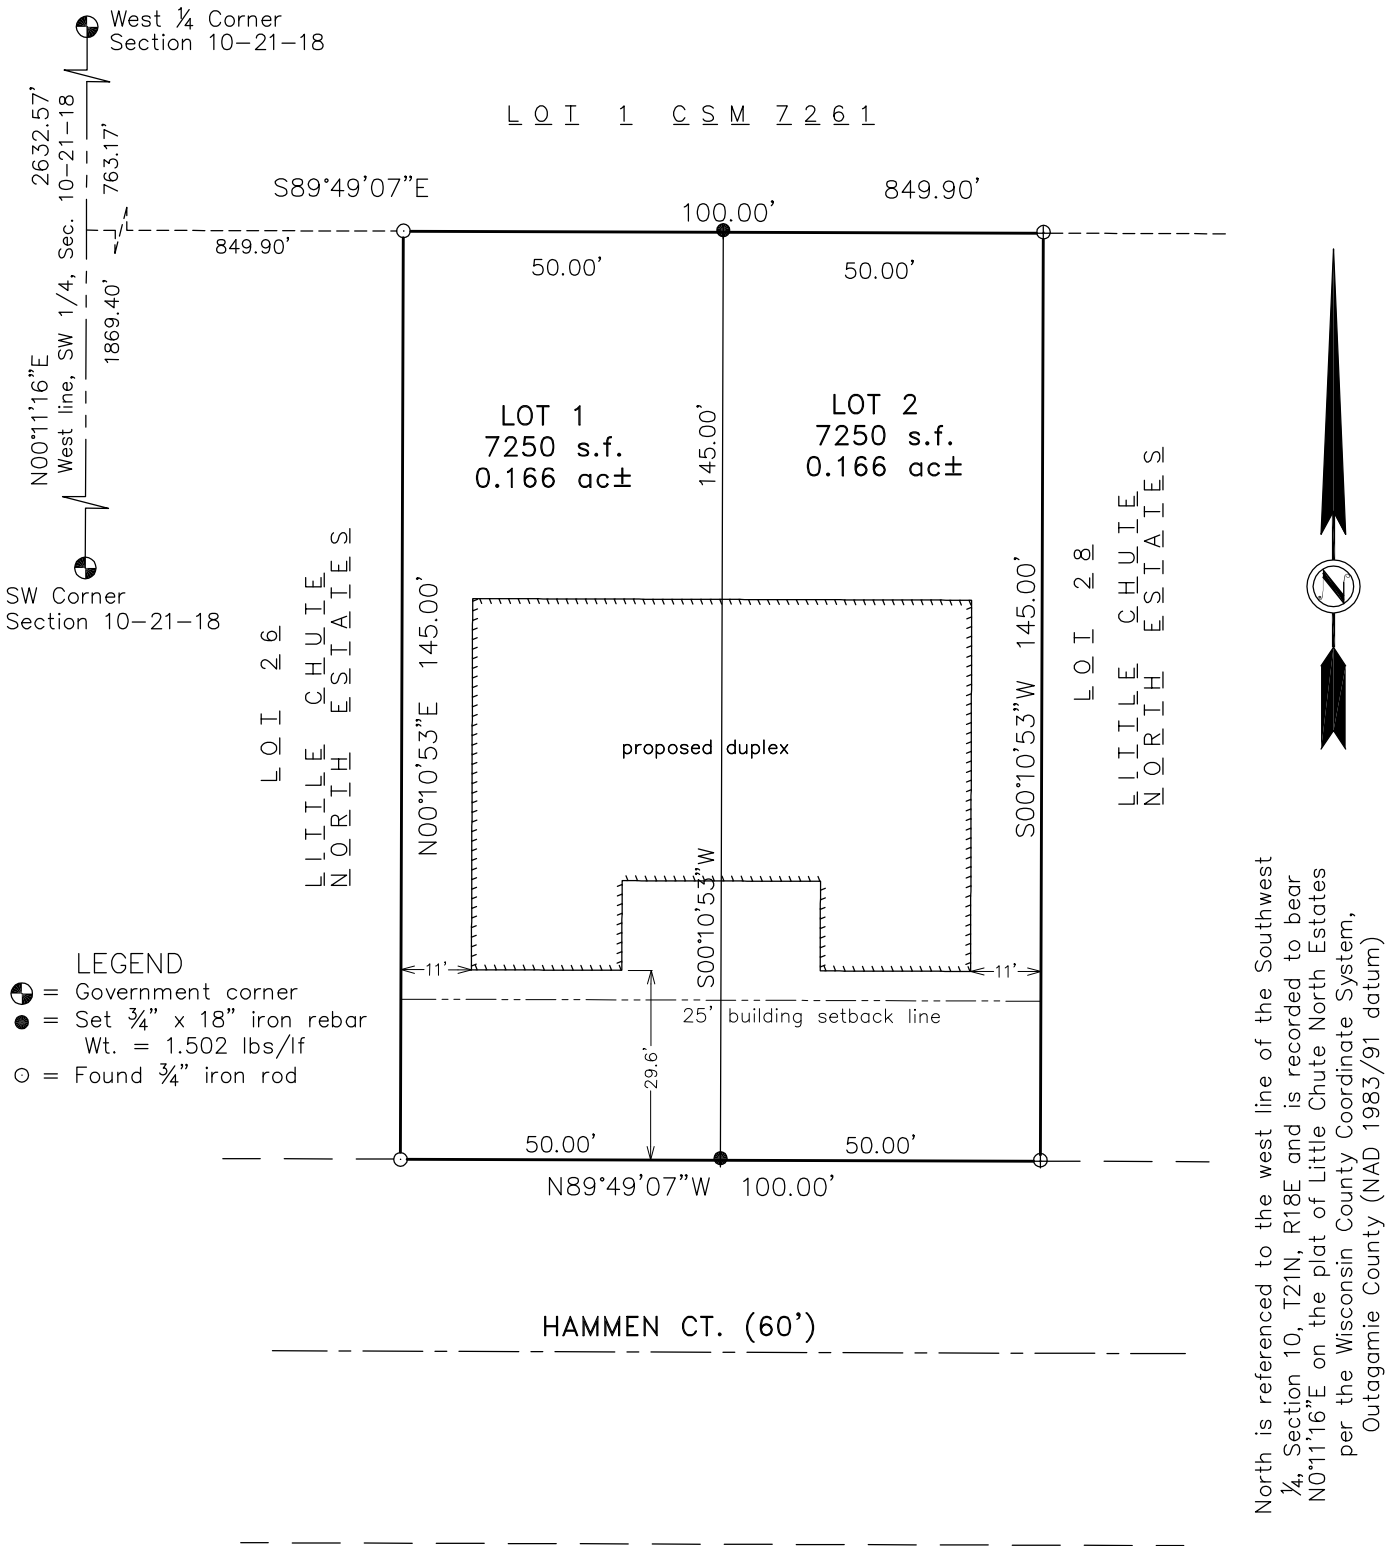 West ¼ Corner
Section 10-21-18
2632.57'
763.17'
N00°11'16"E
West line, SW 1/4, Sec. 10-21-18
1869.40'
SW Corner
Section 10-21-18
LOT 1 CSM 7261
S89°49'07"E
849.90'
100.00'
849.90'
50.00'
50.00'
LOT 1
7250 s.f.
0.166 ac±
LOT 2
7250 s.f.
0.166 ac±
145.00'
LOT 26
LITTLE CHUTE
NORTH ESTATES
N00°10'53"E 145.00'
S00°10'53"W 145.00'
LOT 28
LITTLE CHUTE
NORTH ESTATES
proposed duplex
S00°10'53"W
11'
11'
25' building setback line
29.6'
LEGEND
= Government corner
= Set ¾" x 18" iron rebar
Wt. = 1.502 lbs/lf
= Found ¾" iron rod
50.00'
50.00'
N89°49'07"W 100.00'
HAMMEN CT. (60')
N
North is referenced to the west line of the Southwest
¼, Section 10, T21N, R18E and is recorded to bear
N0°11'16"E on the plat of Little Chute North Estates
per the Wisconsin County Coordinate System,
Outagamie County (NAD 1983/91 datum)